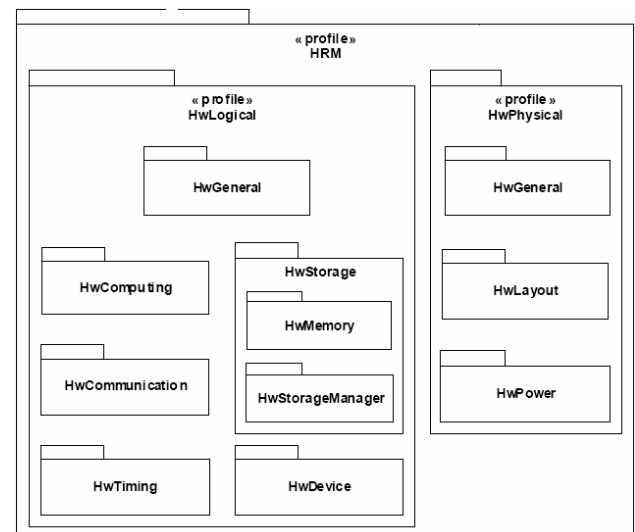 « profile»
HRM
« profile»
HwLogical
HwGeneral
HwComputing
HwStorage
HwMemory
HwCommunication
HwStorageManager
HwTiming
HwDevice
« profile»
HwPhysical
HwGeneral
HwLayout
HwPower